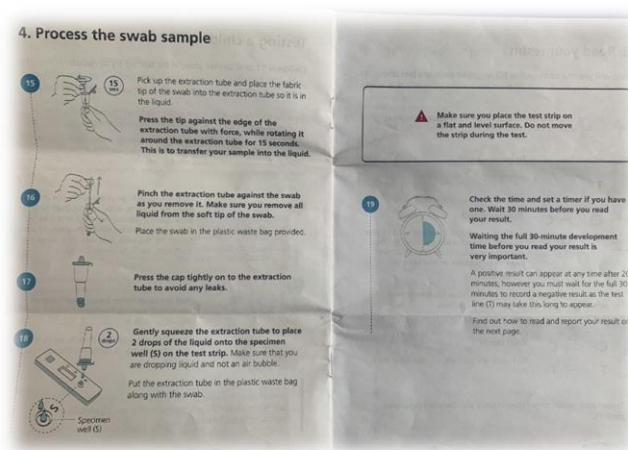 4. Process the swab sample
15
15
secs
Pick up the extraction tube and place the fabric
tip of the swab into the extraction tube so it is in
the liquid.
Press the tip against the edge of the
extraction tube with force, while rotating it
around the extraction tube for 15 seconds.
This is to transfer your sample into the liquid.
16
Pinch the extraction tube against the swab
as you remove it. Make sure you remove all
liquid from the soft tip of the swab.
Place the swab in the plastic waste bag provided.
17
Press the cap tightly on to the extraction
tube to avoid any leaks.
18
2
drops
Gently squeeze the extraction tube to place
2 drops of the liquid onto the specimen
well (S) on the test strip. Make sure that you
are dropping liquid and not an air bubble.
Put the extraction tube in the plastic waste bag
along with the swab.
S
Specimen
well (S)
Make sure you place the test strip on
a flat and level surface. Do not move
the strip during the test.
19
Check the time and set a timer if you have
one. Wait 30 minutes before you read
your result.
Waiting the full 30-minute development
time before you read your result is
very important.
A positive result can appear at any time after 20
minutes, however you must wait for the full 30
minutes to record a negative result as the test
line (T) may take this long to appear.
Find out how to read and report your result on
the next page.